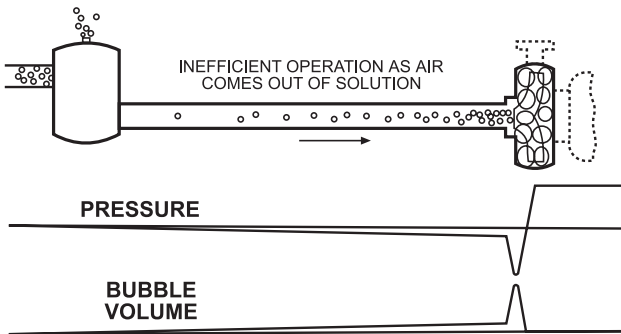 INEFFICIENT OPERATION AS AIR
COMES OUT OF SOLUTION
PRESSURE
BUBBLE
VOLUME